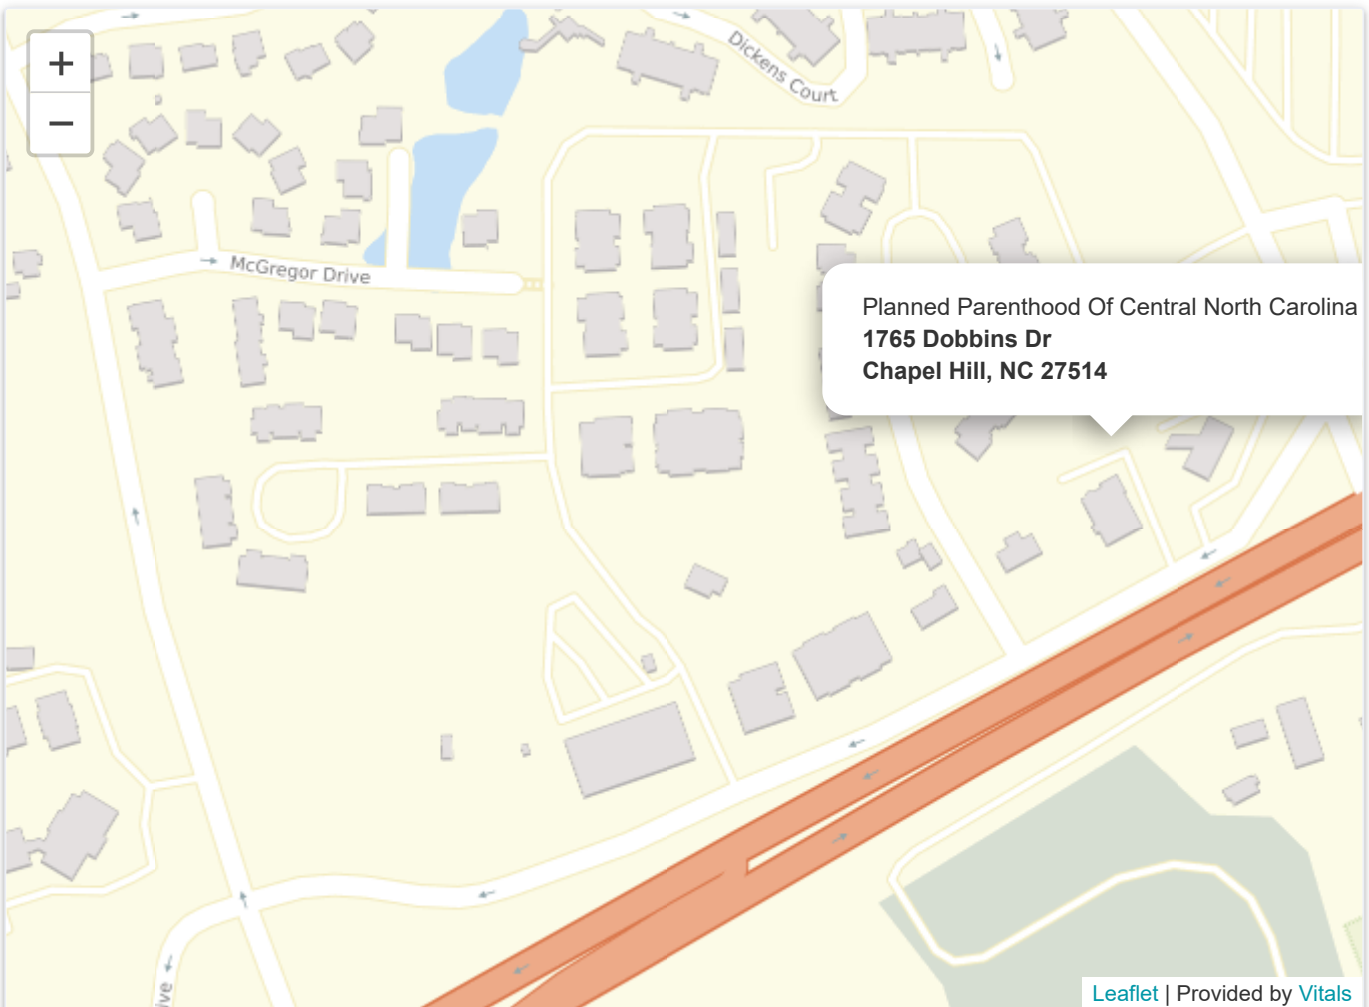 +
−
Dickens Court
McGregor Drive
Planned Parenthood Of Central North Carolina
1765 Dobbins Dr
Chapel Hill, NC 27514
ive
Leaflet | Provided by Vitals